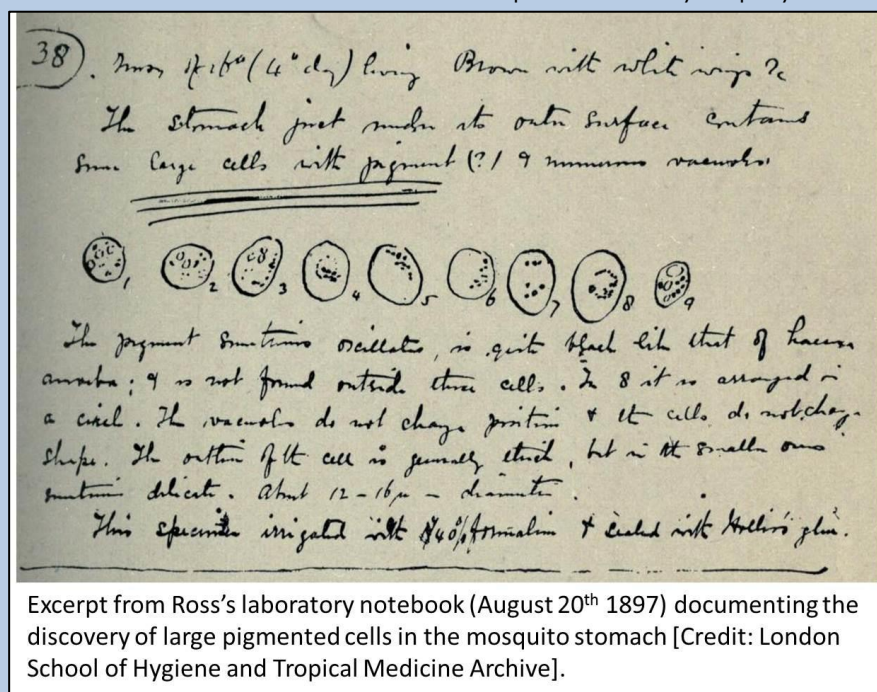 38). Mosq of 16th (4th day) living Brown with white wings
The stomach just under its outer surface contains
some large cells with pigment (?) & numerous vacuoles.
1 2 3 4 5 6 7 8 9
The pigment sometimes oscillates, is quite black like that of haem
amoeba; & is not found outside these cells. In 8 it is arranged in
a circle. The vacuoles do not change position & the cells do not change
shape. The outline of the cell is generally thick, but in the smaller ones
sometimes delicate. About 12 - 16μ in diameter.
This specimen irrigated with 40% formalin & sealed with Hollis's glue.
Excerpt from Ross's laboratory notebook (August 20th 1897) documenting the
discovery of large pigmented cells in the mosquito stomach [Credit: London
School of Hygiene and Tropical Medicine Archive].